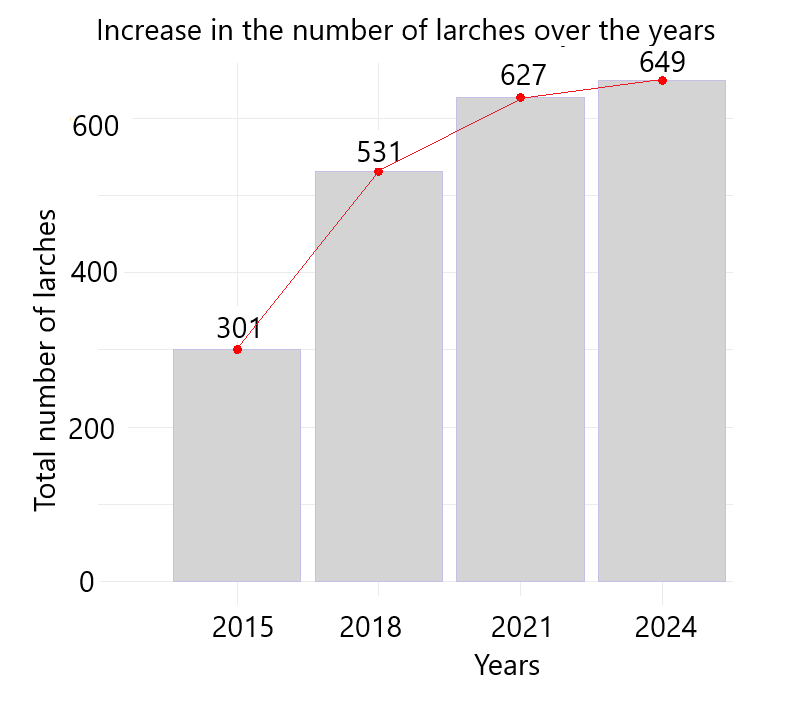 Increase in the number of larches over the years
649
627
600
531
400
301
200
0
Total number of larches
2015 2018 2021 2024
Years